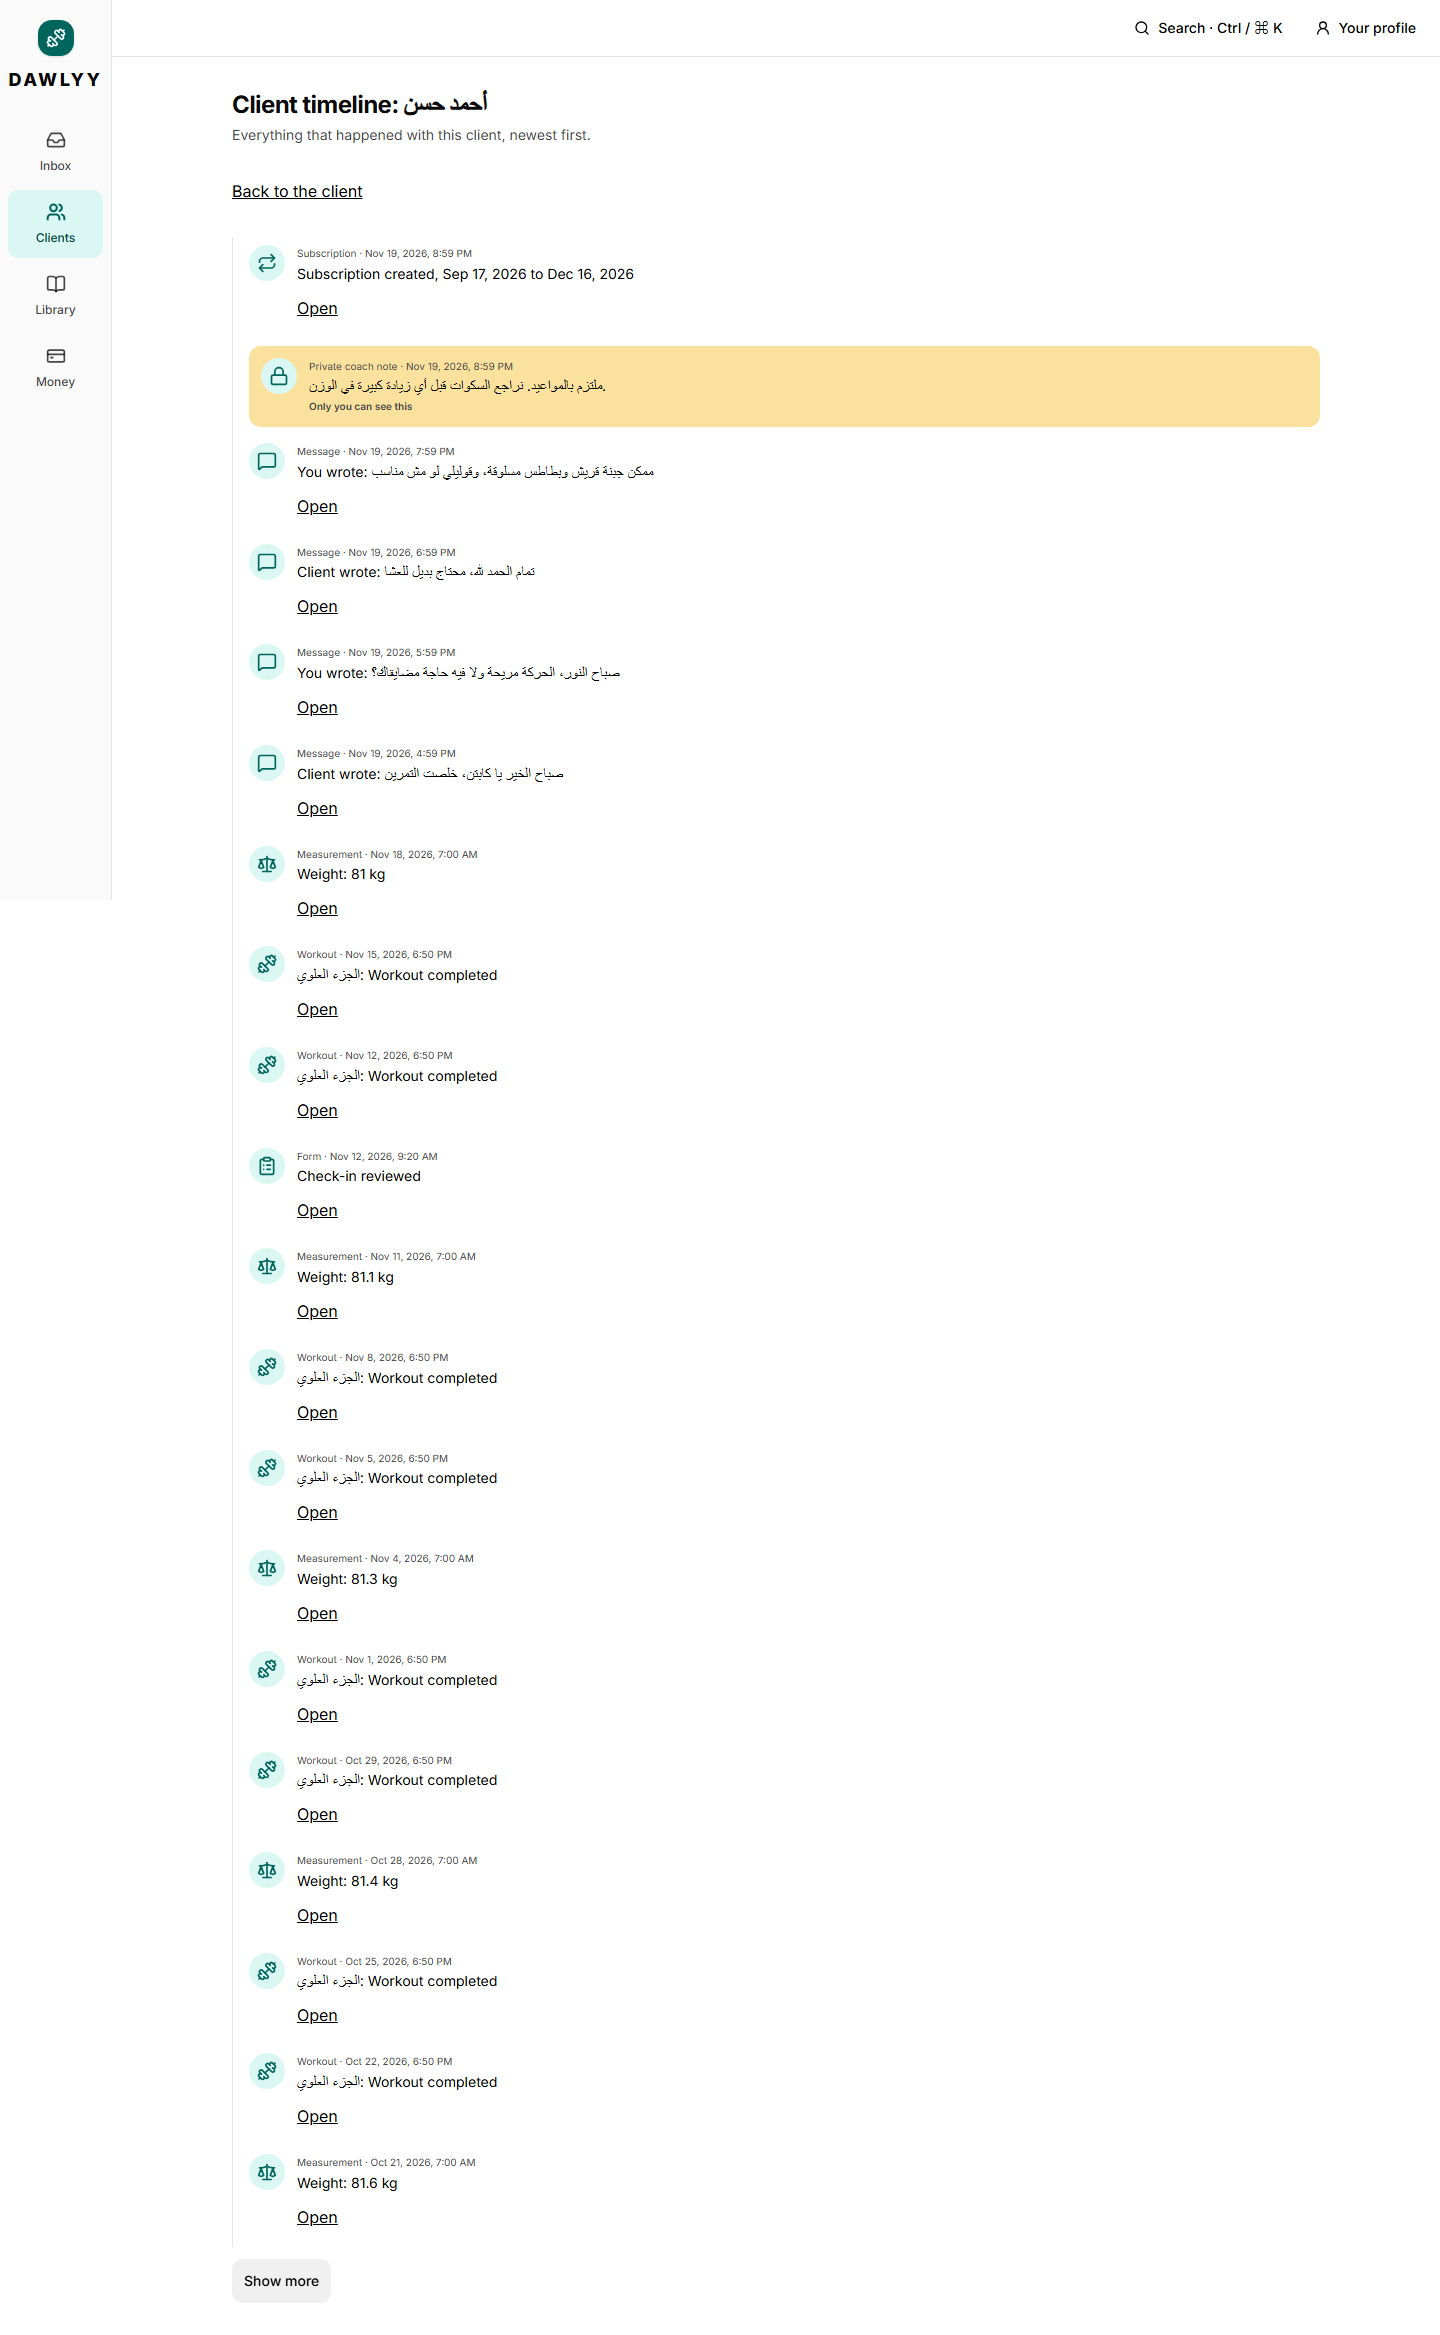 DAWLYY
Inbox
Clients
Library
Money
Search · Ctrl / ⌘ K
Your profile
Client timeline: أحمد حسن
Everything that happened with this client, newest first.
Back to the client
Subscription · Nov 19, 2026, 8:59 PM
Subscription created, Sep 17, 2026 to Dec 16, 2026
Open
Private coach note · Nov 19, 2026, 8:59 PM
ملتزم بالمواعيد. نراجع السكوات قبل أي زيادة كبيرة في الوزن.
Only you can see this
Message · Nov 19, 2026, 7:59 PM
You wrote: ممكن جبنة قريش وبطاطس مسلوقة، وقوليلي لو مش مناسب
Open
Message · Nov 19, 2026, 6:59 PM
Client wrote: تمام الحمد لله، محتاج بديل للعشا
Open
Message · Nov 19, 2026, 5:59 PM
You wrote: صباح النور، الحركة مريحة ولا فيه حاجة مضايقاك؟
Open
Message · Nov 19, 2026, 4:59 PM
Client wrote: صباح الخير يا كابتن، خلصت التمرين
Open
Measurement · Nov 18, 2026, 7:00 AM
Weight: 81 kg
Open
Workout · Nov 15, 2026, 6:50 PM
الجزء العلوي: Workout completed
Open
Workout · Nov 12, 2026, 6:50 PM
الجزء العلوي: Workout completed
Open
Form · Nov 12, 2026, 9:20 AM
Check-in reviewed
Open
Measurement · Nov 11, 2026, 7:00 AM
Weight: 81.1 kg
Open
Workout · Nov 8, 2026, 6:50 PM
الجزء العلوي: Workout completed
Open
Workout · Nov 5, 2026, 6:50 PM
الجزء العلوي: Workout completed
Open
Measurement · Nov 4, 2026, 7:00 AM
Weight: 81.3 kg
Open
Workout · Nov 1, 2026, 6:50 PM
الجزء العلوي: Workout completed
Open
Workout · Oct 29, 2026, 6:50 PM
الجزء العلوي: Workout completed
Open
Measurement · Oct 28, 2026, 7:00 AM
Weight: 81.4 kg
Open
Workout · Oct 25, 2026, 6:50 PM
الجزء العلوي: Workout completed
Open
Workout · Oct 22, 2026, 6:50 PM
الجزء العلوي: Workout completed
Open
Measurement · Oct 21, 2026, 7:00 AM
Weight: 81.6 kg
Open
Show more